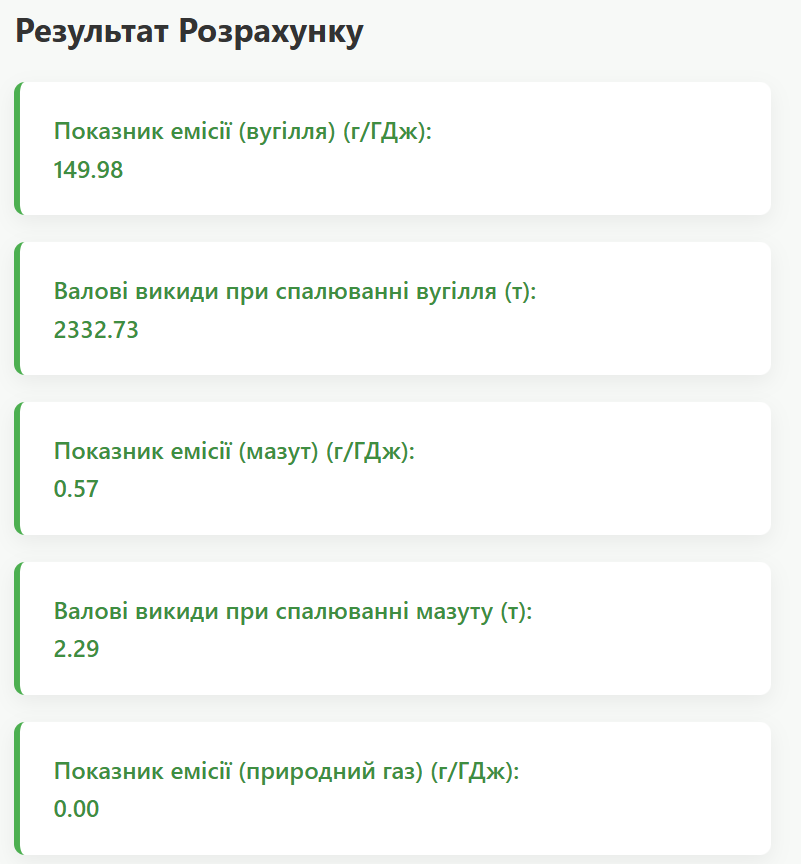 Результат Розрахунку
Показник емісії (вугілля) (г/ГДж):
149.98
Валові викиди при спалюванні вугілля (т):
2332.73
Показник емісії (мазут) (г/ГДж):
0.57
Валові викиди при спалюванні мазуту (т):
2.29
Показник емісії (природний газ) (г/ГДж):
0.00